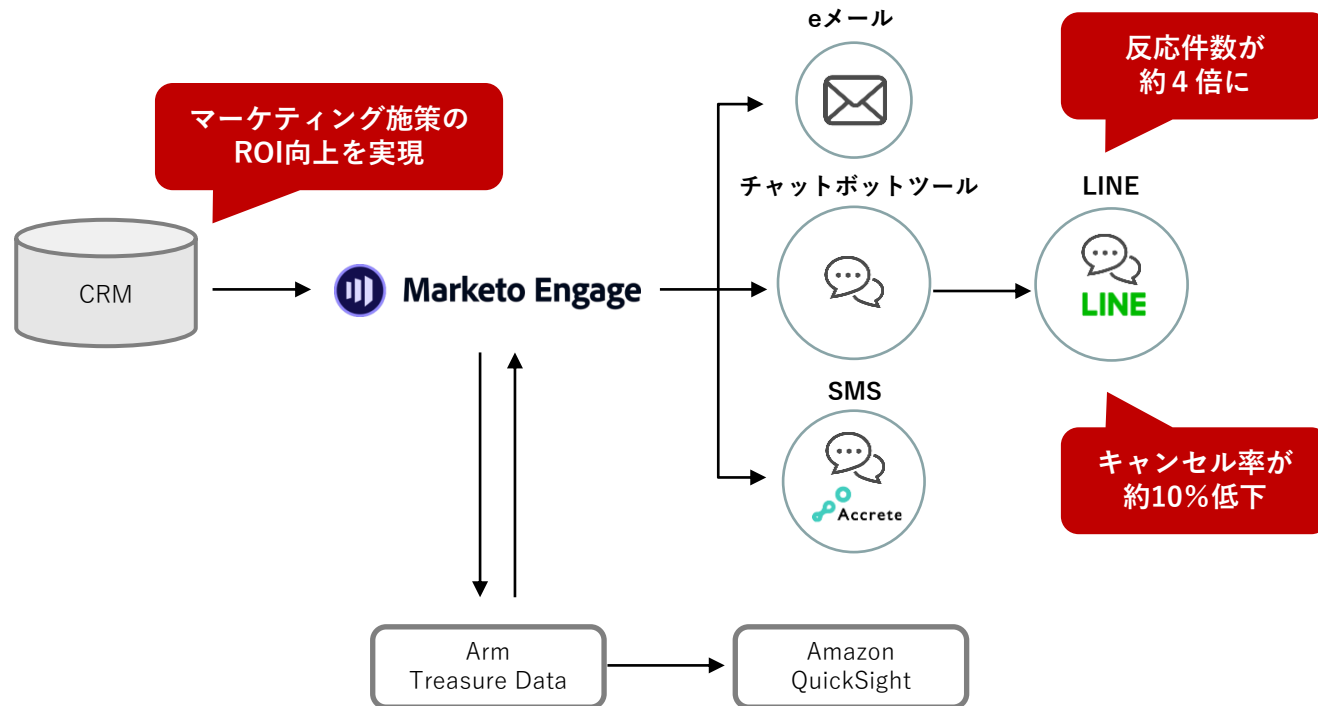 eメール
反応件数が
約４倍に
マーケティング施策の
ROI向上を実現
チャットボットツール
LINE
CRM
Marketo Engage
LINE
SMS
Accrete
キャンセル率が
約10%低下
Arm
Treasure Data
Amazon
QuickSight